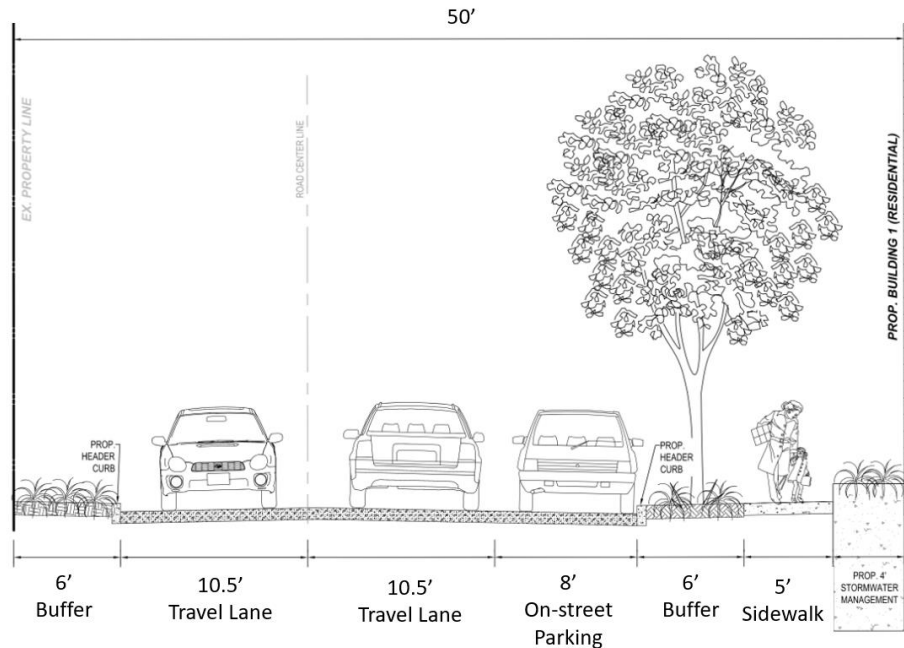 50’
EX. PROPERTY LINE
ROAD CENTER LINE
PROP. BUILDING 1 (RESIDENTIAL)
PROP.
HEADER
CURB
PROP.
HEADER
CURB
6’
Buffer
10.5’
Travel Lane
10.5’
Travel Lane
8’
On-street
Parking
6’
Buffer
5’
Sidewalk
PROP. 4'
STORMWATER
MANAGEMENT